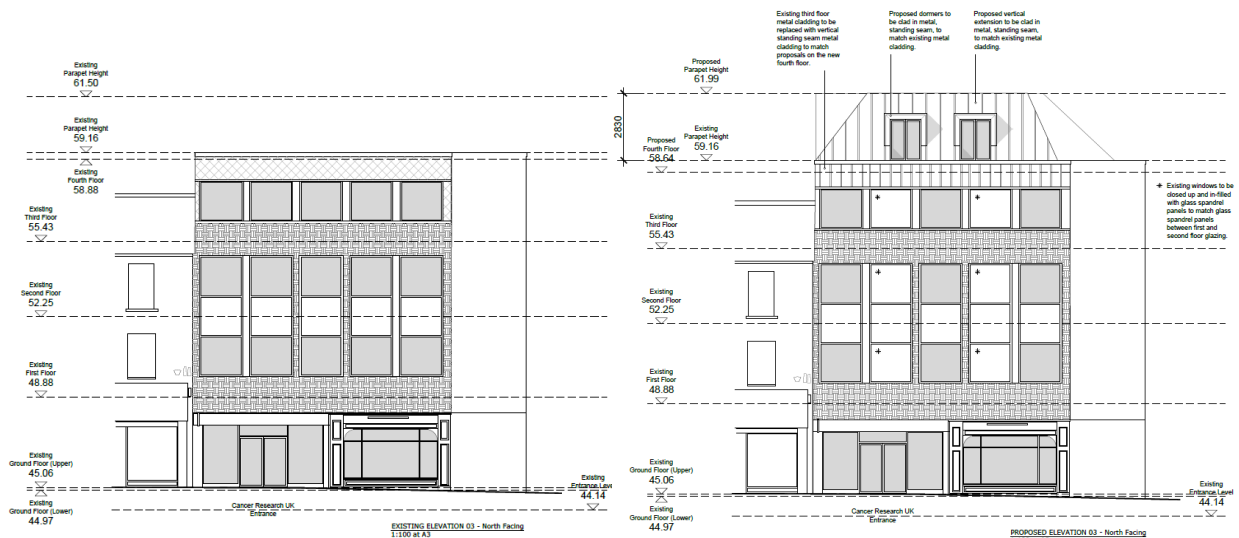 Existing
Parapet Height
61.50
Existing
Parapet Height
59.16
Existing
Fourth Floor
58.88
Existing
Third Floor
55.43
Existing
Second Floor
52.25
Existing
First Floor
48.88
Existing
Ground Floor (Upper)
45.06
Existing
Ground Floor (Lower)
44.97
Cancer Research UK
Entrance
Existing
Entrance Level
44.14
EXISTING ELEVATION 03 - North Facing
1:100 at A3
Existing third floor
metal cladding to be
replaced with vertical
standing seam metal
cladding to match
proposals on the new
fourth floor.
Proposed dormers to
be clad in metal,
standing seam, to
match existing metal
cladding.
Proposed vertical
extension to be clad in
metal, standing seam,
to match existing metal
cladding.
Proposed
Parapet Height
61.99
2830
Existing
Parapet Height
59.16
Proposed
Fourth Floor
58.64
Existing
Third Floor
55.43
Existing
Second Floor
52.25
Existing
First Floor
48.88
Existing
Ground Floor (Upper)
45.06
Existing
Ground Floor (Lower)
44.97
Existing windows to be
closed up and in-filled
with glass spandrel
panels to match glass
spandrel panels
between first and
second floor glazing.
Cancer Research UK
Entrance
Existing
Entrance Level
44.14
PROPOSED ELEVATION 03 - North Facing